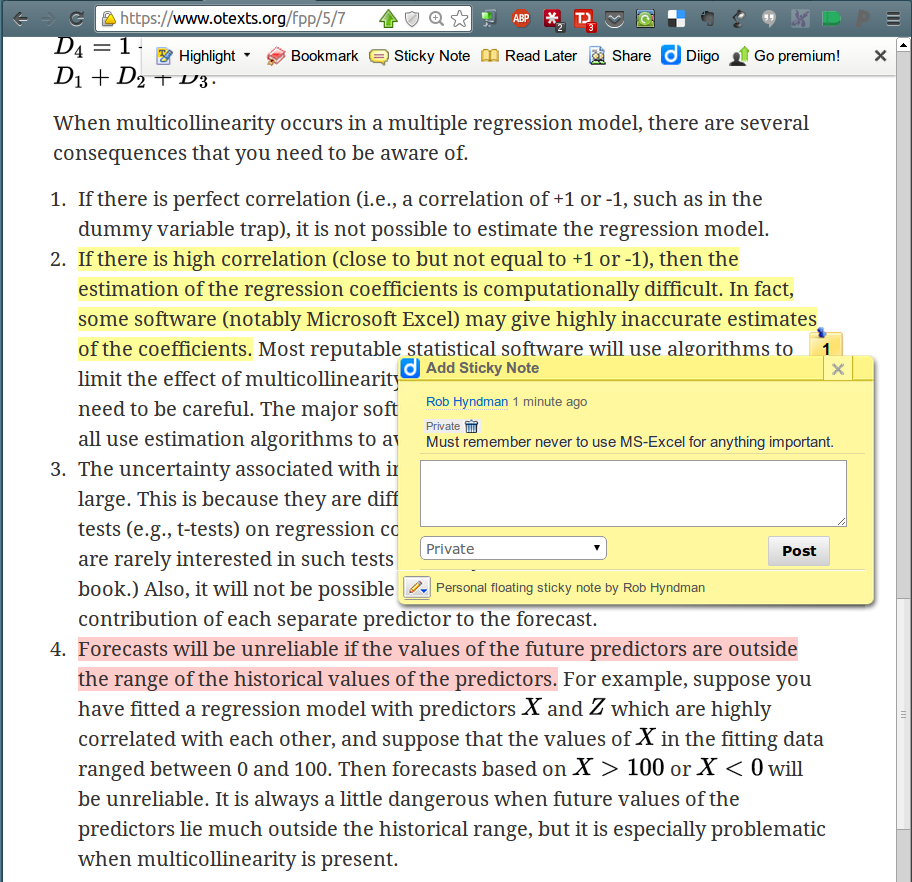 https://www.otexts.org/fpp/5/7
ABP
2
3
D4 = 1
Highlight Bookmark Sticky Note Read Later Share Diigo Go premium!
D1 + D2 + D3.
When multicollinearity occurs in a multiple regression model, there are several
consequences that you need to be aware of.
1. If there is perfect correlation (i.e., a correlation of +1 or -1, such as in the
dummy variable trap), it is not possible to estimate the regression model.
2. If there is high correlation (close to but not equal to +1 or -1), then the
estimation of the regression coefficients is computationally difficult. In fact,
some software (notably Microsoft Excel) may give highly inaccurate estimates
of the coefficients. Most reputable statistical software will use algorithms to
1
limit the effect of multicollinearity
need to be careful. The major soft
all use estimation algorithms to av
3. The uncertainty associated with in
large. This is because they are diff
tests (e.g., t-tests) on regression co
are rarely interested in such tests
book.) Also, it will not be possible
contribution of each separate predictor to the forecast.
Add Sticky Note
Rob Hyndman 1 minute ago
Private
Must remember never to use MS-Excel for anything important.
Private
Post
Personal floating sticky note by Rob Hyndman
4. Forecasts will be unreliable if the values of the future predictors are outside
the range of the historical values of the predictors. For example, suppose you
have fitted a regression model with predictors X and Z which are highly
correlated with each other, and suppose that the values of X in the fitting data
ranged between 0 and 100. Then forecasts based on X > 100 or X < 0 will
be unreliable. It is always a little dangerous when future values of the
predictors lie much outside the historical range, but it is especially problematic
when multicollinearity is present.